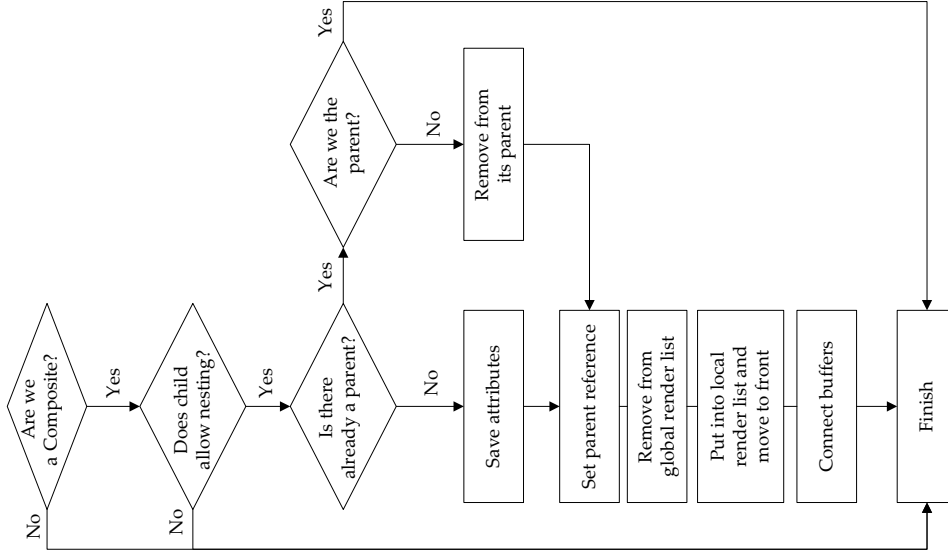 Are we
a Composite?
No
Yes
Does child
allow nesting?
No
Yes
Is there
already a parent?
Yes
No
Are we the
parent?
Yes
No
Remove from
its parent
Save attributes
Set parent reference
Remove from
global render list
Put into local
render list and
move to front
Connect buffers
Finish